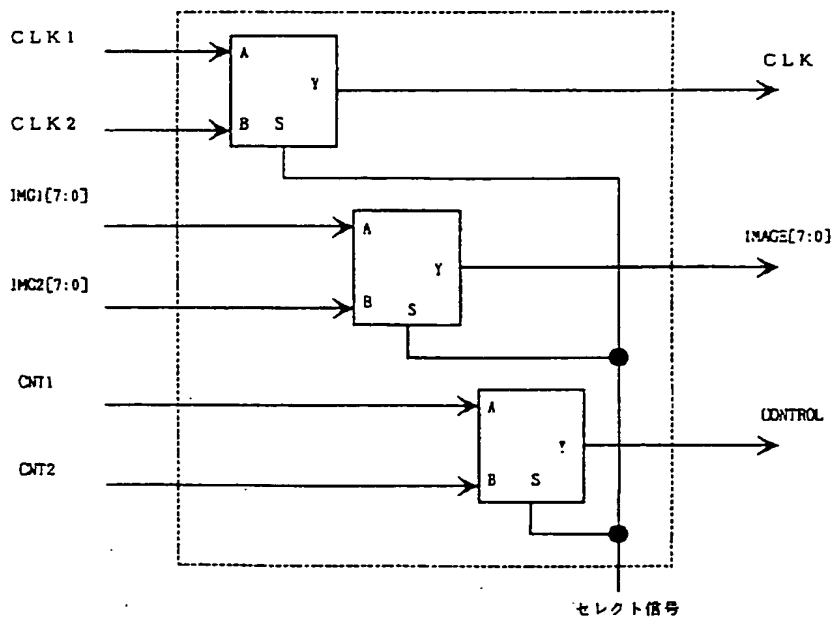 CLK1
A
Y
CLK
CLK2
B S
IMG1[7:0]
A
Y
IMAGE[7:0]
IMG2[7:0]
B
S
CNT1
A
Y
CONTROL
CNT2
B S
セレクト信号